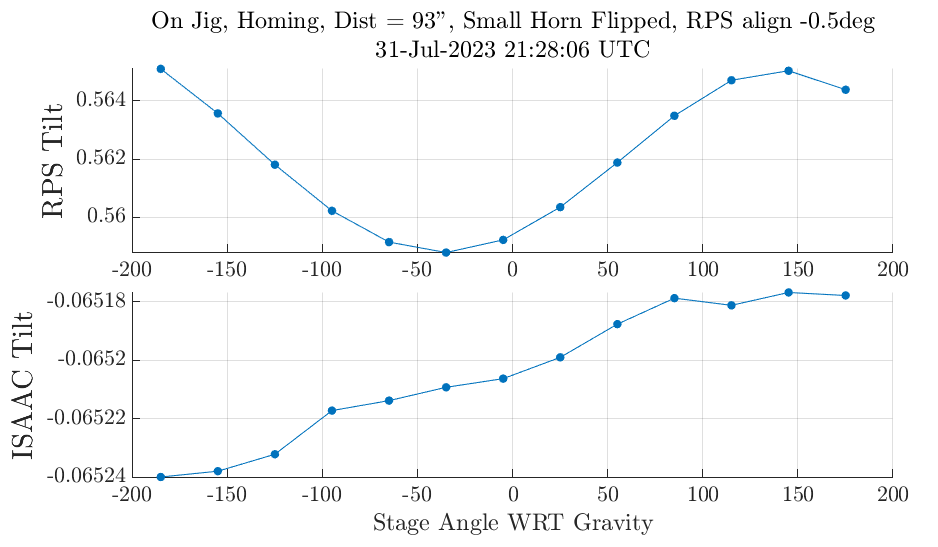 On Jig, Homing, Dist = 93", Small Horn Flipped, RPS align -0.5deg
31-Jul-2023 21:28:06 UTC
RPS Tilt
0.564
0.562
0.56
-200 -150 -100 -50 0 50 100 150 200
ISAAC Tilt
-0.06518
-0.0652
-0.06522
-0.06524
-200 -150 -100 -50 0 50 100 150 200
Stage Angle WRT Gravity